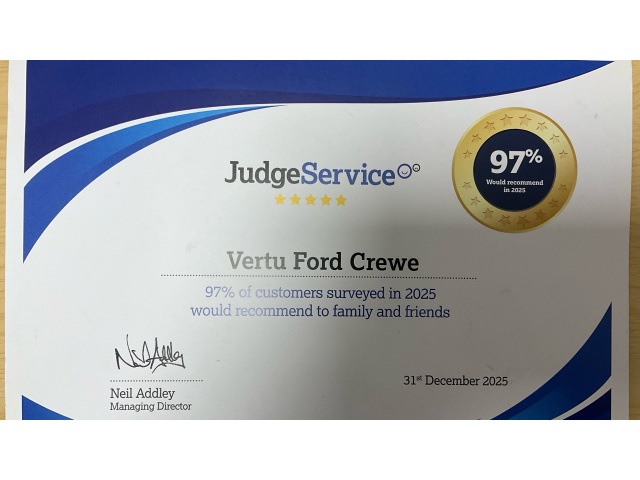 JudgeService
97%
Would recommend
in 2025
Vertu Ford Crewe
97% of customers surveyed in 2025
would recommend to family and friends
Neil Addley
Managing Director
31st December 2025